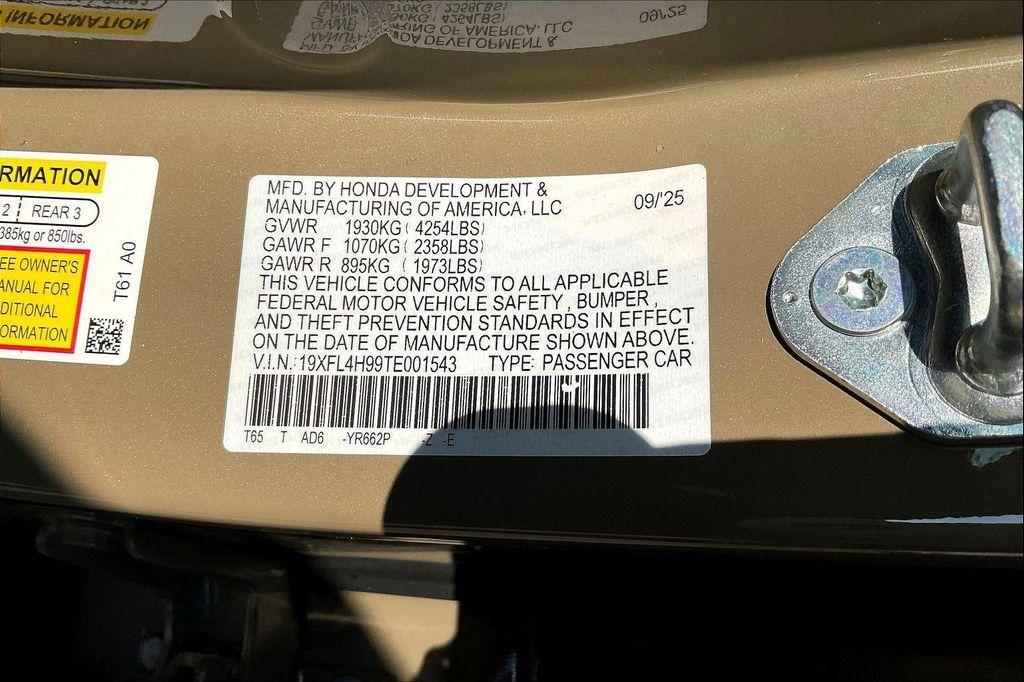 RMATION
2 REAR 3
385kg or 850lbs.
EE OWNER'S
ANUAL FOR
DITIONAL
ORMATION
T61 A0
MFD. BY HONDA DEVELOPMENT &
MANUFACTURING OF AMERICA, LLC 09/'25
GVWR 1930KG ( 4254LBS)
GAWR F 1070KG ( 2358LBS)
GAWR R 895KG ( 1973LBS)
THIS VEHICLE CONFORMS TO ALL APPLICABLE
FEDERAL MOTOR VEHICLE SAFETY, BUMPER,
AND THEFT PREVENTION STANDARDS IN EFFECT
ON THE DATE OF MANUFACTURE SHOWN ABOVE.
V.I.N.: 19XFL4H99TE001543 TYPE: PASSENGER CAR
T65 T AD6 -YR662P -Z -E